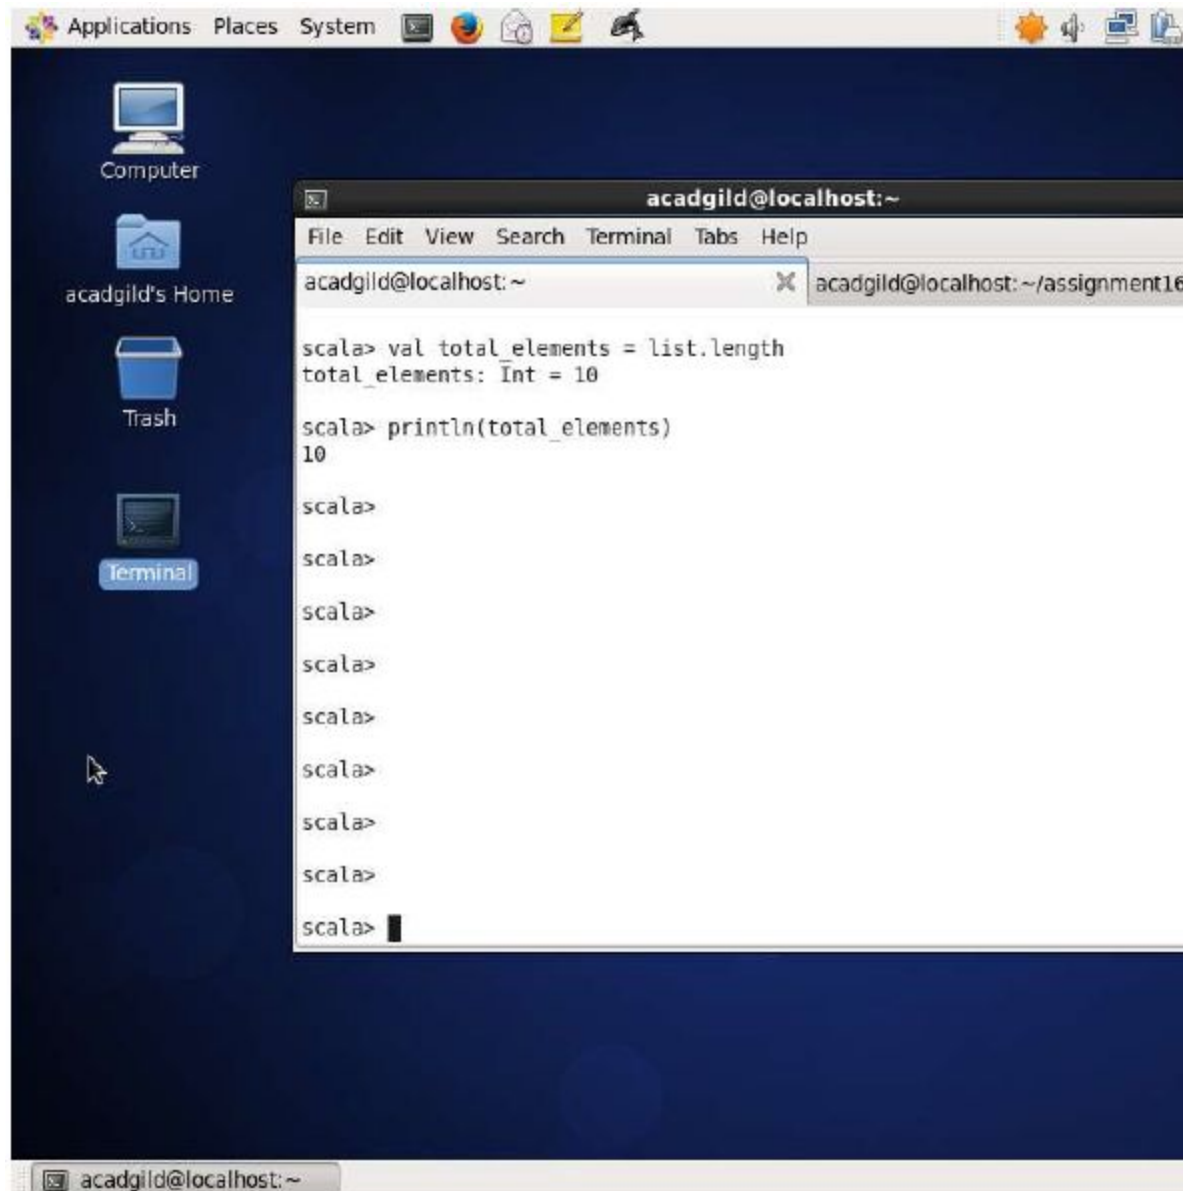 Applications Places System
Computer
acadgild's Home
Trash
Terminal
acadgild@localhost:~
File Edit View Search Terminal Tabs Help
acadgild@localhost:~
acadgild@localhost:~/assignment16
scala> val total_elements = list.length
total_elements: Int = 10
scala> println(total_elements)
10
scala>
scala>
scala>
scala>
scala>
scala>
scala>
scala>
scala>
acadgild@localhost:~